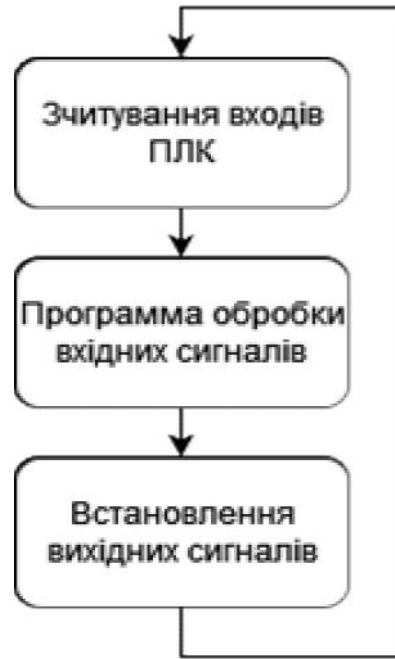 Зчитування входів
ПЛК
Программа обробки
вхідних сигналів
Встановлення
вихідних сигналів